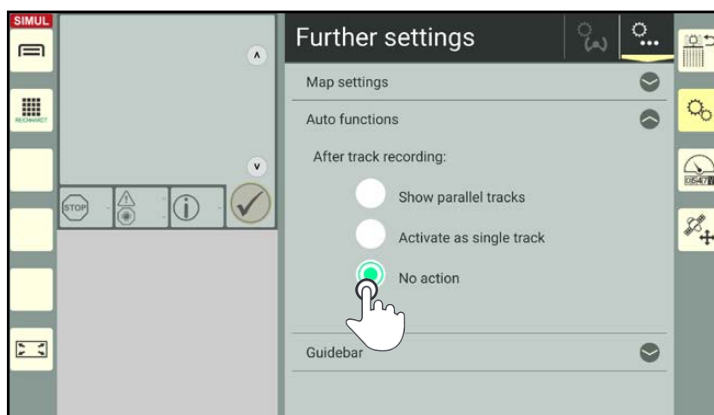 SIMUL
Further settings
REICHHARDT
Map settings
Auto functions
After track recording:
Show parallel tracks
Activate as single track
STOP
No action
Guidebar